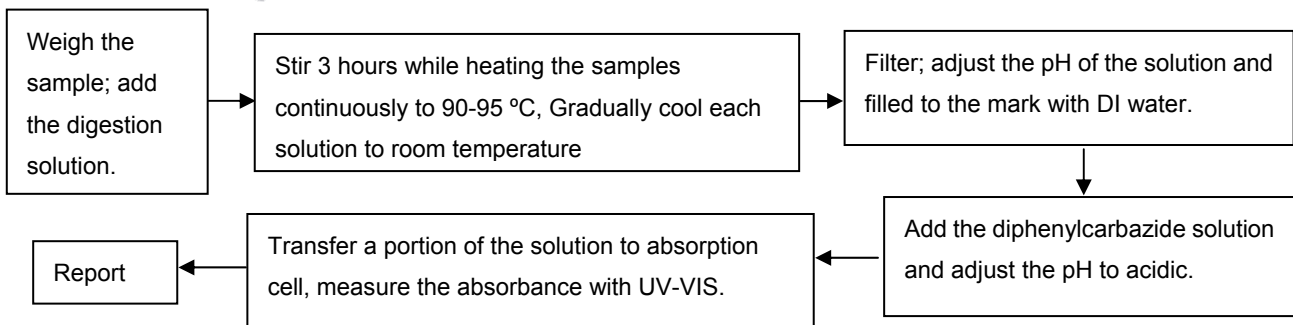 Weigh the
sample; add
the digestion
solution.
Stir 3 hours while heating the samples
continuously to 90-95 ºC, Gradually cool each
solution to room temperature
Filter; adjust the pH of the solution and
filled to the mark with DI water.
Add the diphenylcarbazide solution
and adjust the pH to acidic.
Transfer a portion of the solution to absorption
cell, measure the absorbance with UV-VIS.
Report